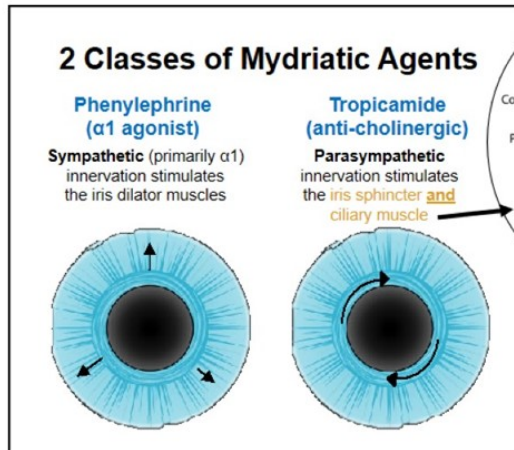 2 Classes of Mydriatic Agents
Phenylephrine
(α1 agonist)
Sympathetic (primarily α1)
innervation stimulates
the iris dilator muscles
Tropicamide
(anti-cholinergic)
Parasympathetic
innervation stimulates
the iris sphincter and
ciliary muscle